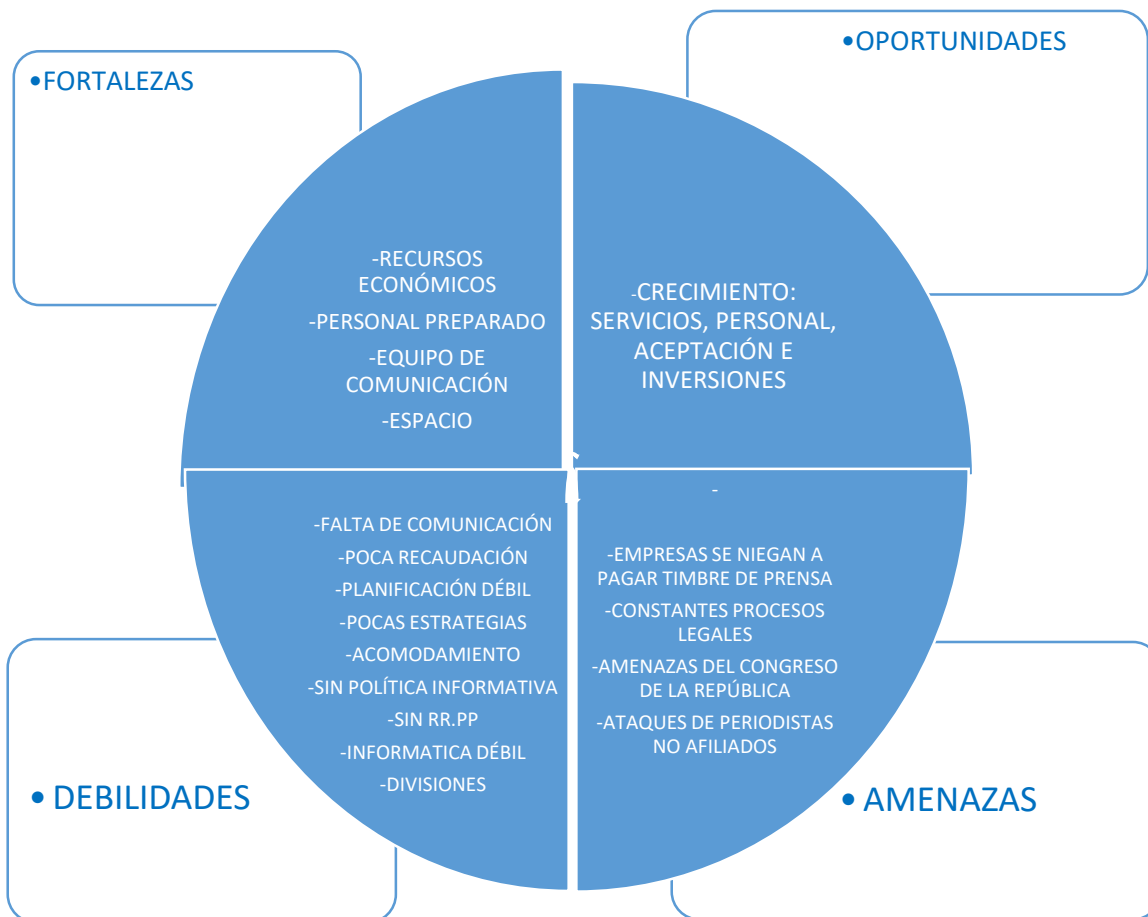 •FORTALEZAS
•OPORTUNIDADES
-RECURSOS
ECONÓMICOS
-PERSONAL PREPARADO
-EQUIPO DE
COMUNICACIÓN
-ESPACIO
-CRECIMIENTO:
SERVICIOS, PERSONAL,
ACEPTACIÓN E
INVERSIONES
-FALTA DE COMUNICACIÓN
-POCA RECAUDACIÓN
-PLANIFICACIÓN DÉBIL
-POCAS ESTRATEGIAS
-ACOMODAMIENTO
-SIN POLÍTICA INFORMATIVA
-SIN RR.PP
-INFORMATICA DÉBIL
-DIVISIONES
-
-EMPRESAS SE NIEGAN A
PAGAR TIMBRE DE PRENSA
-CONSTANTES PROCESOS
LEGALES
-AMENAZAS DEL CONGRESO
DE LA REPÚBLICA
-ATAQUES DE PERIODISTAS
NO AFILIADOS
• DEBILIDADES
• AMENAZAS